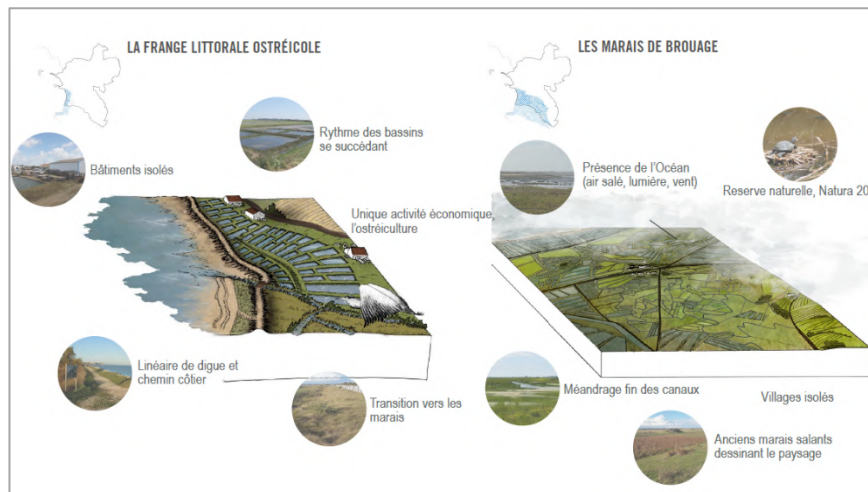 LA FRANGE LITTORALE OSTRÉICOLE
Bâtiments isolés
Rythme des bassins
se succédant
Unique activité économique,
l'ostréiculture
Linéaire de digue et
chemin côtier
Transition vers les
marais
LES MARAIS DE BROUAGE
Présence de l'Océan
(air salé, lumière, vent)
Reserve naturelle, Natura 20
Méandrage fin des canaux
Villages isolés
Anciens marais salants
dessinant le paysage